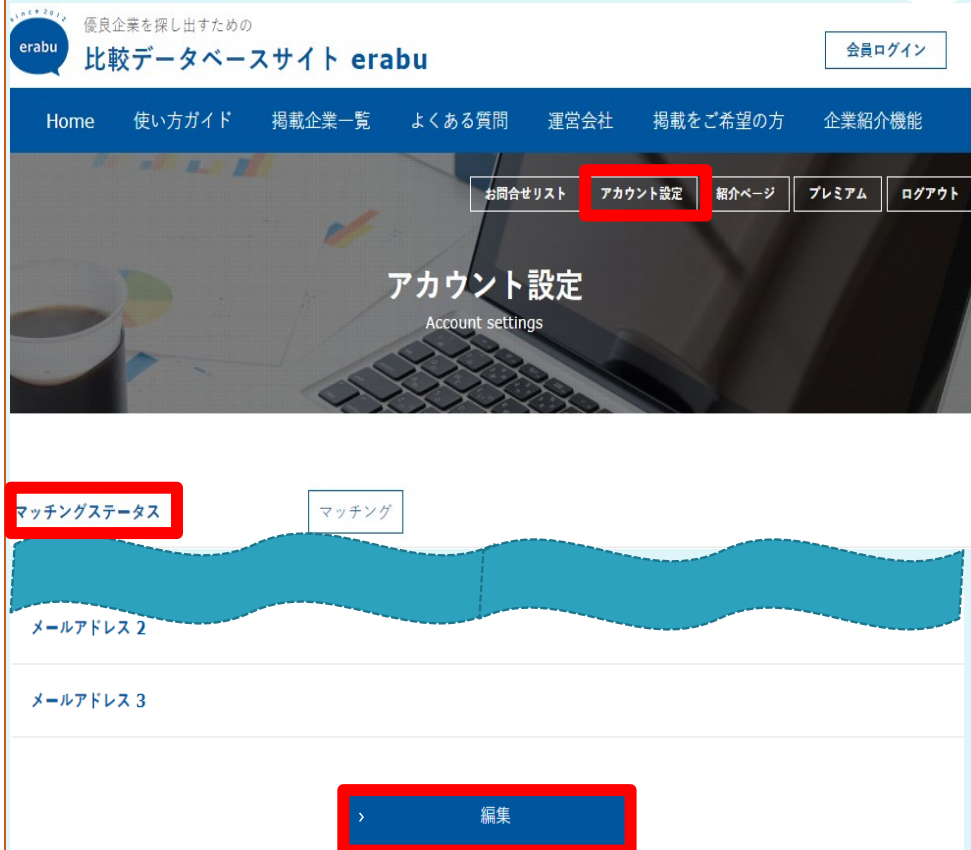 since 2012
erabu
優良企業を探し出すための
比較データベースサイト erabu
会員ログイン
Home 使い方ガイド 掲載企業一覧 よくある質問 運営会社 掲載をご希望の方 企業紹介機能
お問合せリスト アカウント設定 紹介ページ プレミアム ログアウト
アカウント設定
Account settings
マッチングステータス マッチング
メールアドレス 2
メールアドレス 3
› 編集